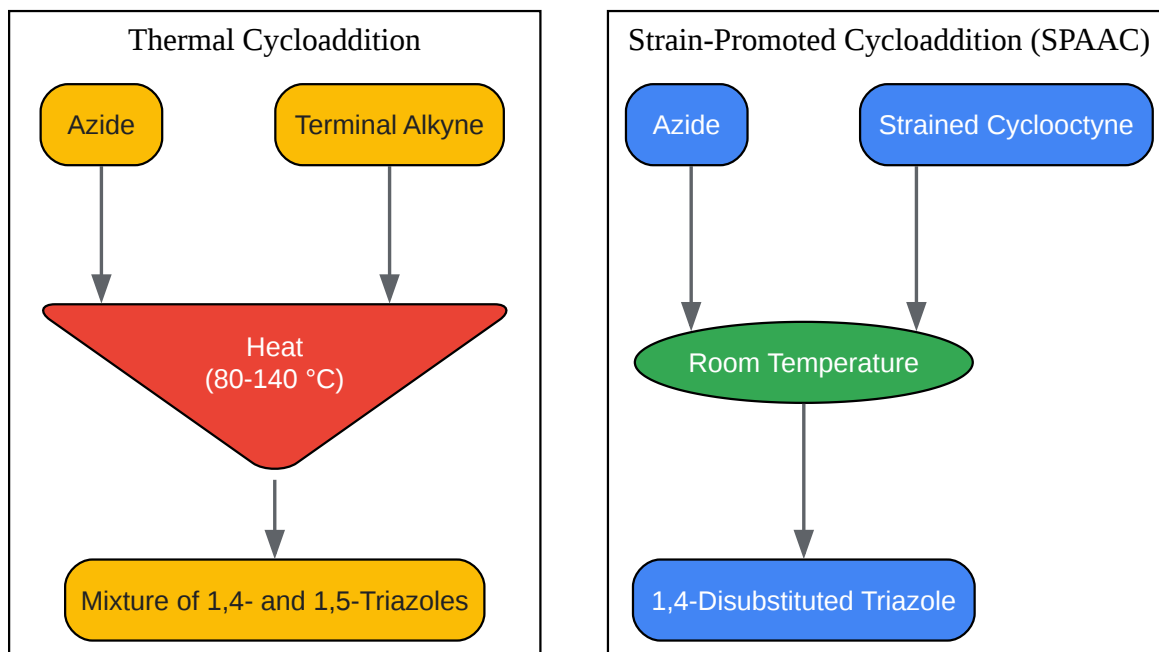 Thermal Cycloaddition
Azide
Terminal Alkyne
Heat
(80-140 °C)
Mixture of 1,4- and 1,5-Triazoles
Strain-Promoted Cycloaddition (SPAAC)
Azide
Strained Cyclooctyne
Room Temperature
1,4-Disubstituted Triazole